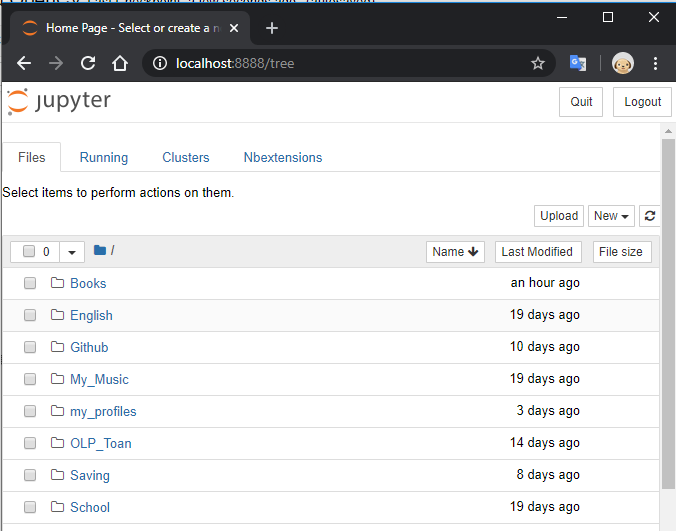 Home Page - Select or create a n
localhost:8888/tree
jupyter
Quit
Logout
Files
Running
Clusters
Nbextensions
Select items to perform actions on them.
Upload
New
0
/
Name
Last Modified
File size
Books an hour ago
English 19 days ago
Github 10 days ago
My_Music 19 days ago
my_profiles 3 days ago
OLP_Toan 14 days ago
Saving 8 days ago
School 19 days ago